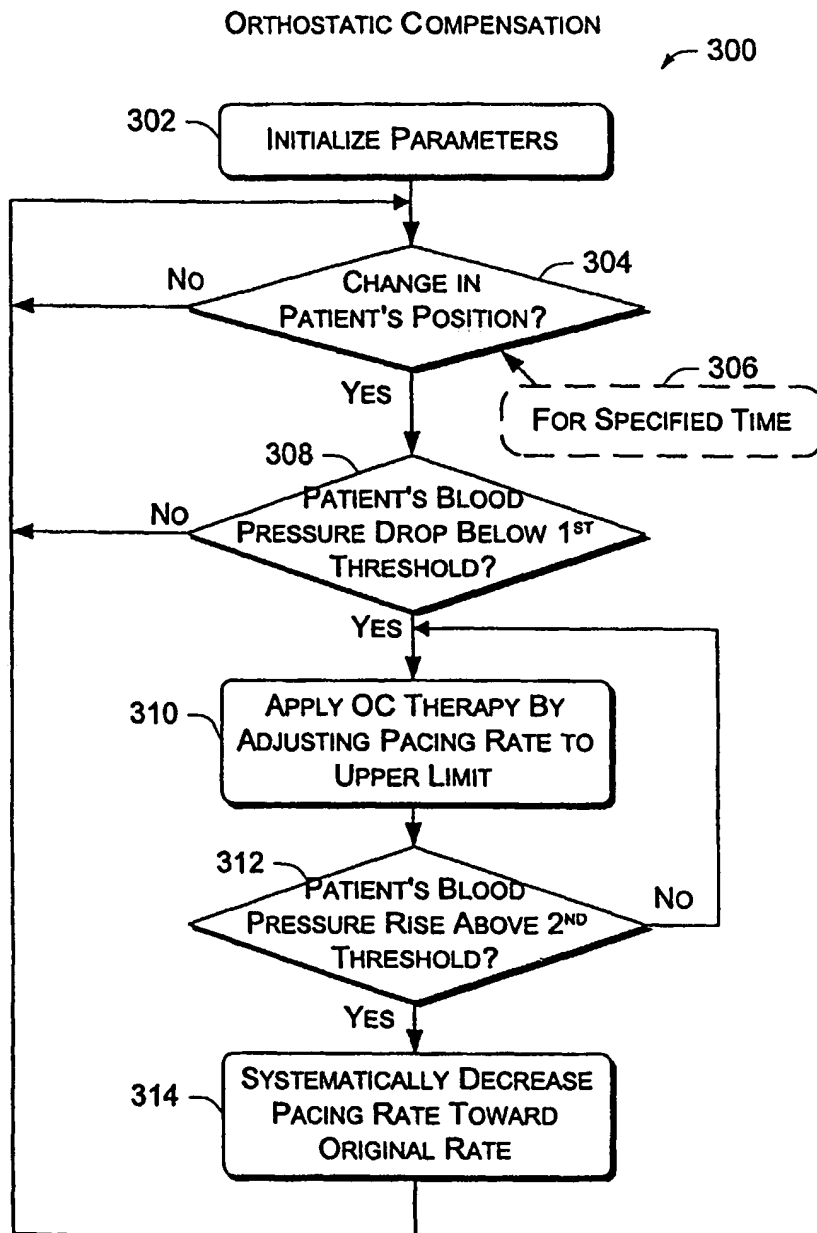 ORTHOSTATIC COMPENSATION
300
302
INITIALIZE PARAMETERS
304
NO
CHANGE IN
PATIENT'S POSITION?
306
YES
FOR SPECIFIED TIME
308
NO
PATIENT'S BLOOD
PRESSURE DROP BELOW 1ST
THRESHOLD?
YES
310
APPLY OC THERAPY BY
ADJUSTING PACING RATE TO
UPPER LIMIT
312
PATIENT'S BLOOD
PRESSURE RISE ABOVE 2ND
THRESHOLD?
NO
YES
314
SYSTEMATICALLY DECREASE
PACING RATE TOWARD
ORIGINAL RATE